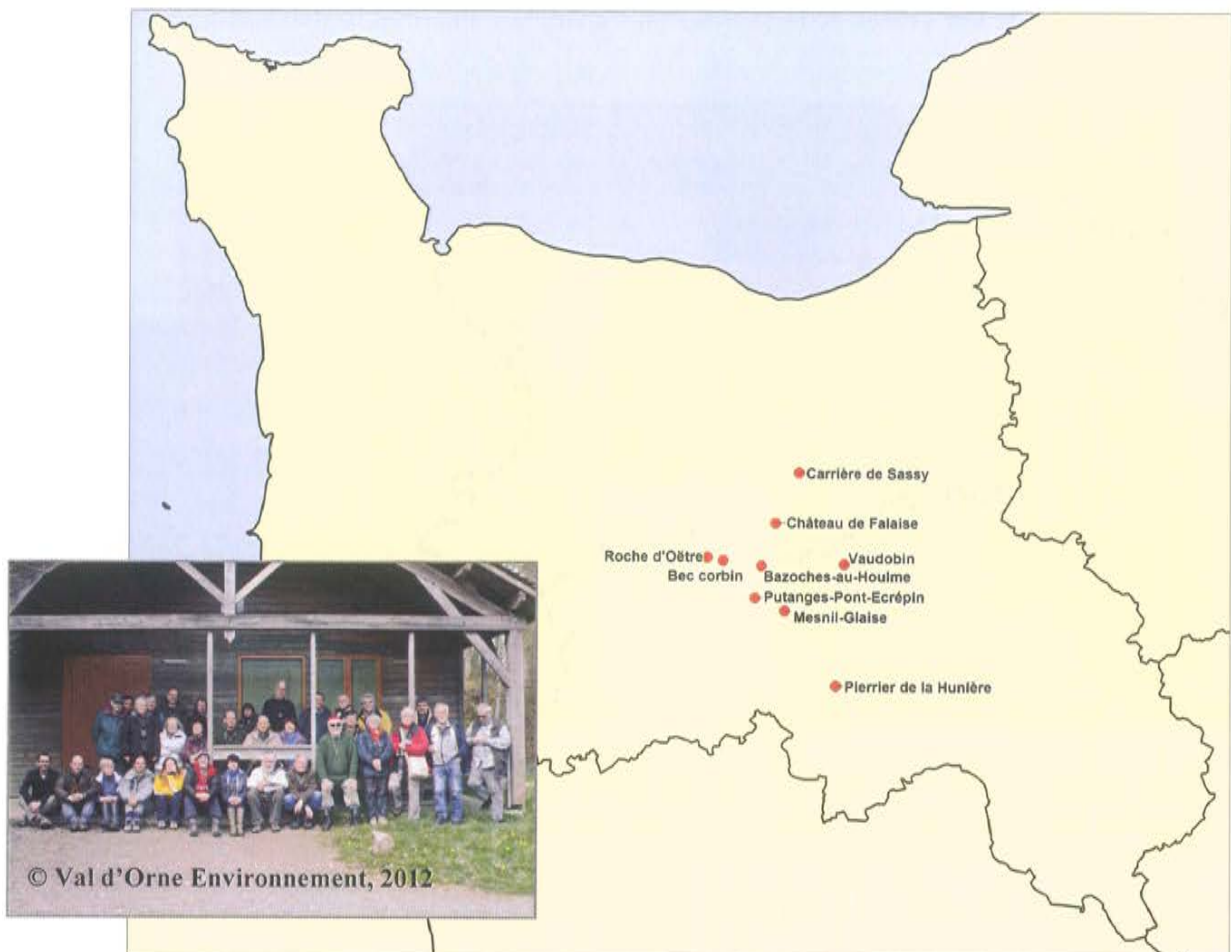 Carrière de Sassy
Château de Falaise
Roche d'Oëtre
Bec corbin
Vaudobin
Bazoches-au-Houlme
Putanges-Pont-Ecrépin
Mesnil-Glaise
Pierrier de la Hunière
© Val d'Orne Environnement, 2012